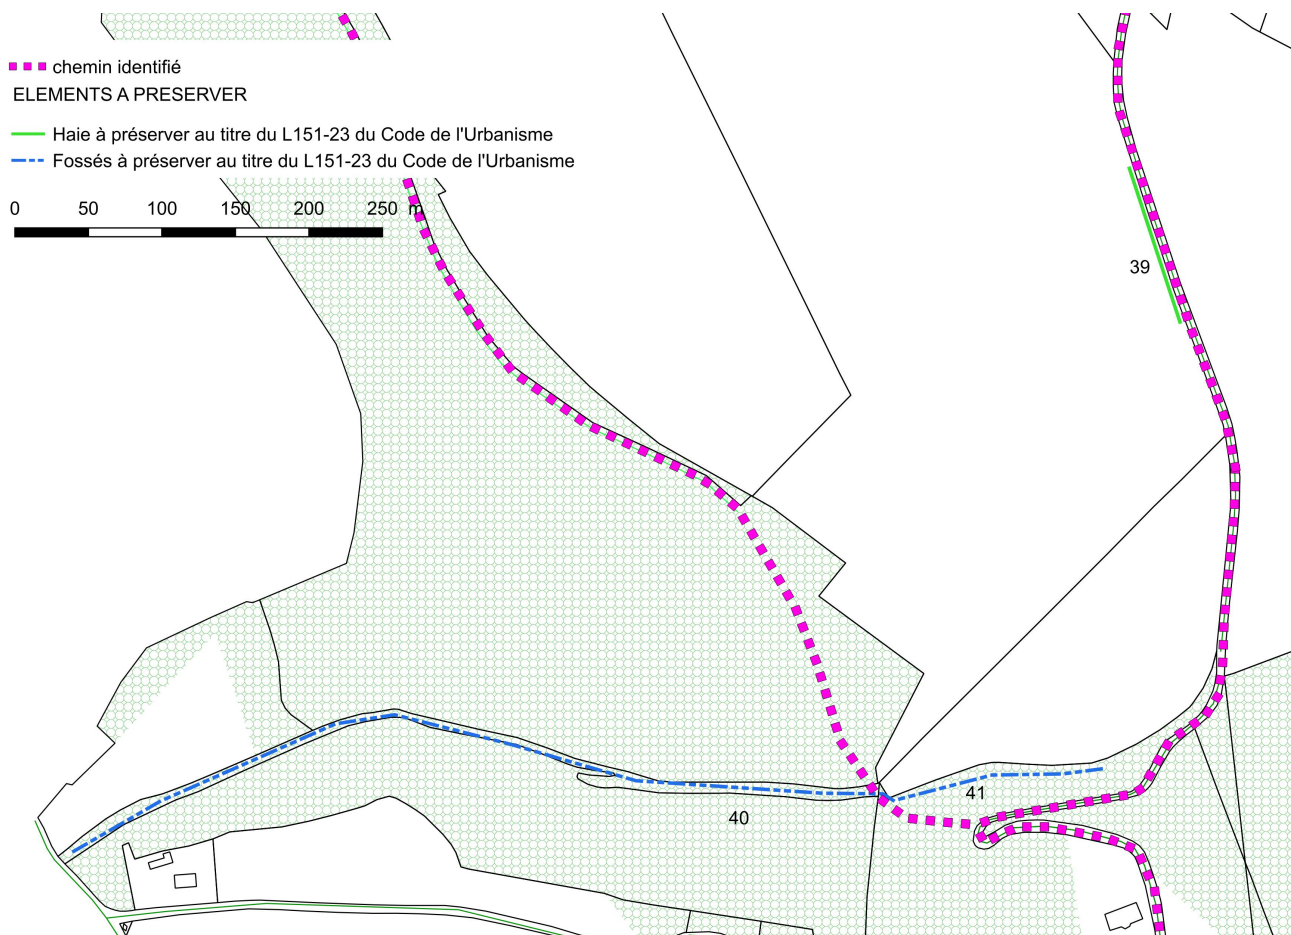 chemin identifié
ELEMENTS A PRESERVER
Haie à préserver au titre du L151-23 du Code de l'Urbanisme
Fossés à préserver au titre du L151-23 du Code de l'Urbanisme
0 50 100 150 200 250 m
39
41
40